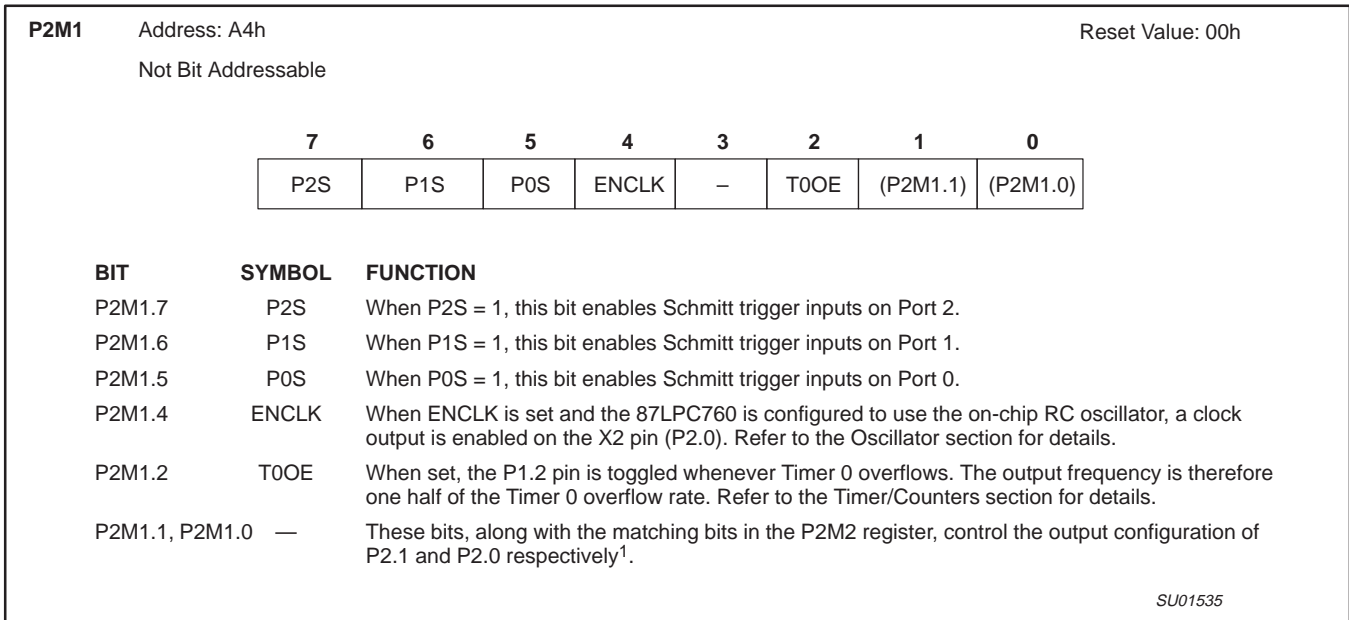 P2M1 Address: A4h Reset Value: 00h
Not Bit Addressable
7 6 5 4 3 2 1 0
P2S P1S P0S ENCLK – T0OE (P2M1.1) (P2M1.0)
BIT SYMBOL FUNCTION
P2M1.7 P2S When P2S = 1, this bit enables Schmitt trigger inputs on Port 2.
P2M1.6 P1S When P1S = 1, this bit enables Schmitt trigger inputs on Port 1.
P2M1.5 P0S When P0S = 1, this bit enables Schmitt trigger inputs on Port 0.
P2M1.4 ENCLK When ENCLK is set and the 87LPC760 is configured to use the on-chip RC oscillator, a clock
output is enabled on the X2 pin (P2.0). Refer to the Oscillator section for details.
P2M1.2 T0OE When set, the P1.2 pin is toggled whenever Timer 0 overflows. The output frequency is therefore
one half of the Timer 0 overflow rate. Refer to the Timer/Counters section for details.
P2M1.1, P2M1.0 — These bits, along with the matching bits in the P2M2 register, control the output configuration of
P2.1 and P2.0 respectively1.
SU01535